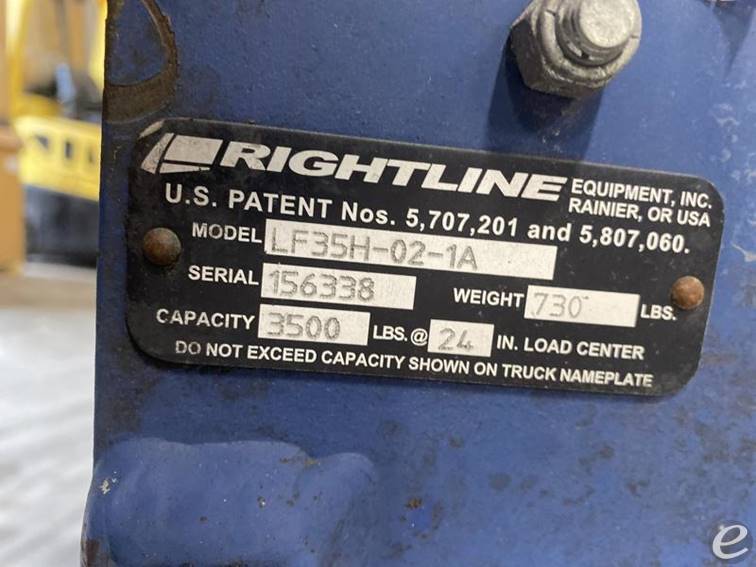 RIGHTLINE EQUIPMENT, INC.
RAINIER, OR USA
U.S. PATENT Nos. 5,707,201 and 5,807,060.
MODEL LF35H-02-1A
SERIAL 156338 WEIGHT 730 LBS.
CAPACITY 3500 LBS.@ 24 IN. LOAD CENTER
DO NOT EXCEED CAPACITY SHOWN ON TRUCK NAMEPLATE
e